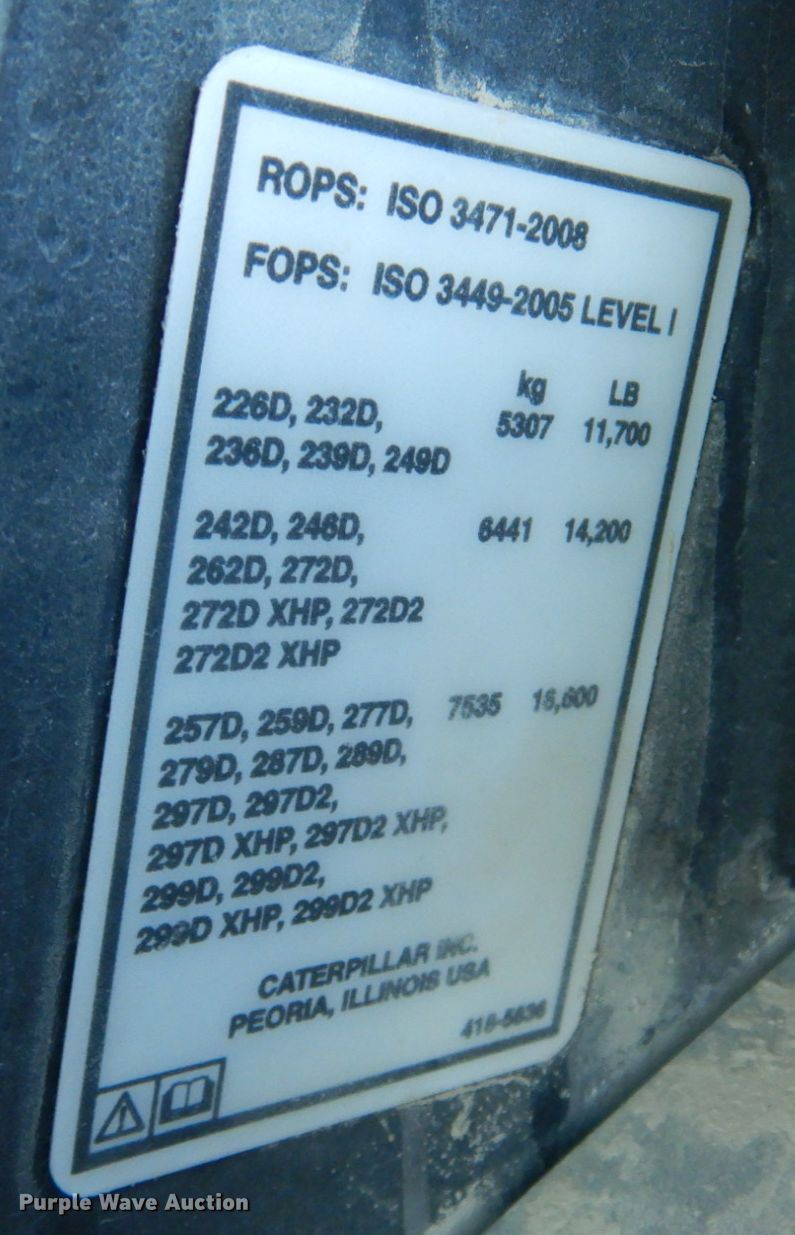 ROPS: ISO 3471-2008
FOPS: ISO 3449-2005 LEVEL I
kg LB
226D, 232D, 5307 11,700
236D, 239D, 249D
242D, 246D, 6441 14,200
262D, 272D,
272D XHP, 272D2
272D2 XHP
257D, 259D, 277D, 7535 16,600
279D, 287D, 289D,
297D, 297D2,
297D XHP, 297D2 XHP,
299D, 299D2,
299D XHP, 299D2 XHP
CATERPILLAR INC.
PEORIA, ILLINOIS USA
Purple Wave Auction